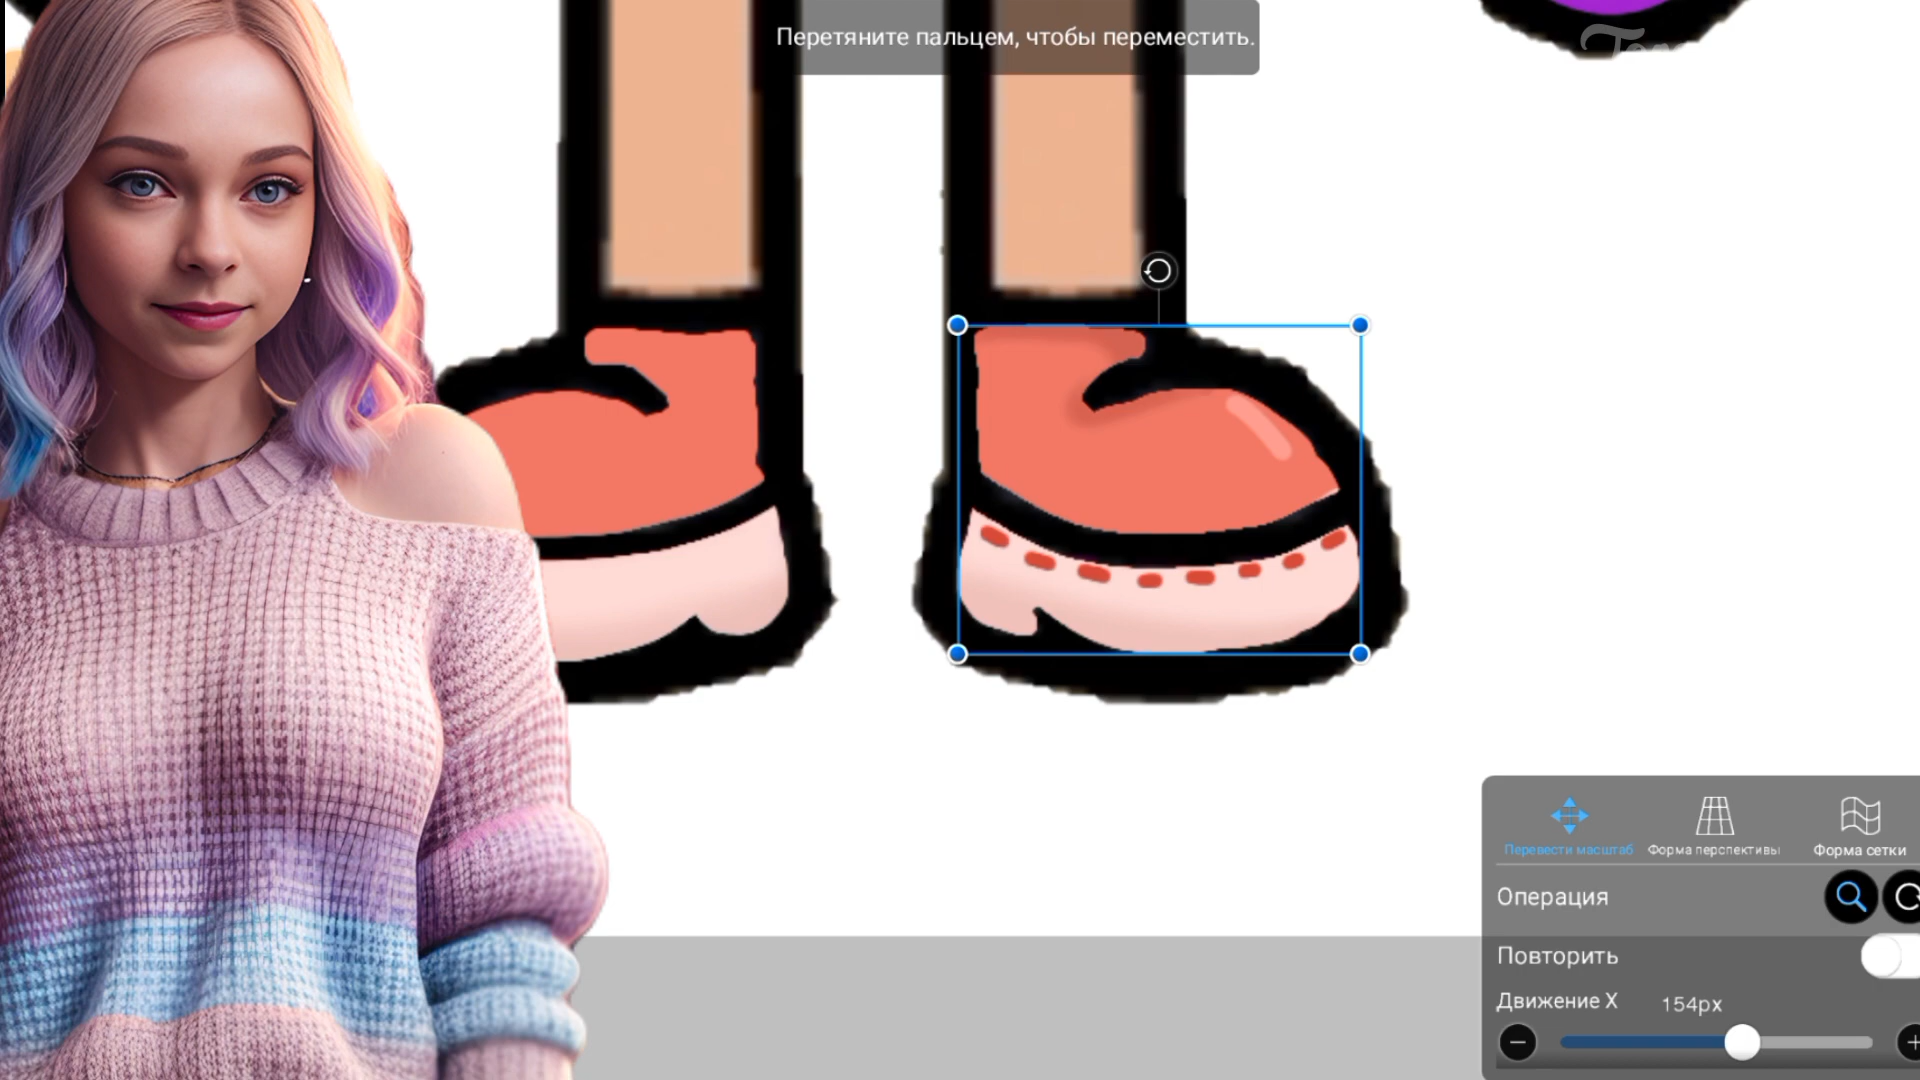 Перетяните пальцем, чтобы переместить.
Перевести масштаб
Форма перспективы
Форма сетки
Операция
Повторить
Движение X 154px